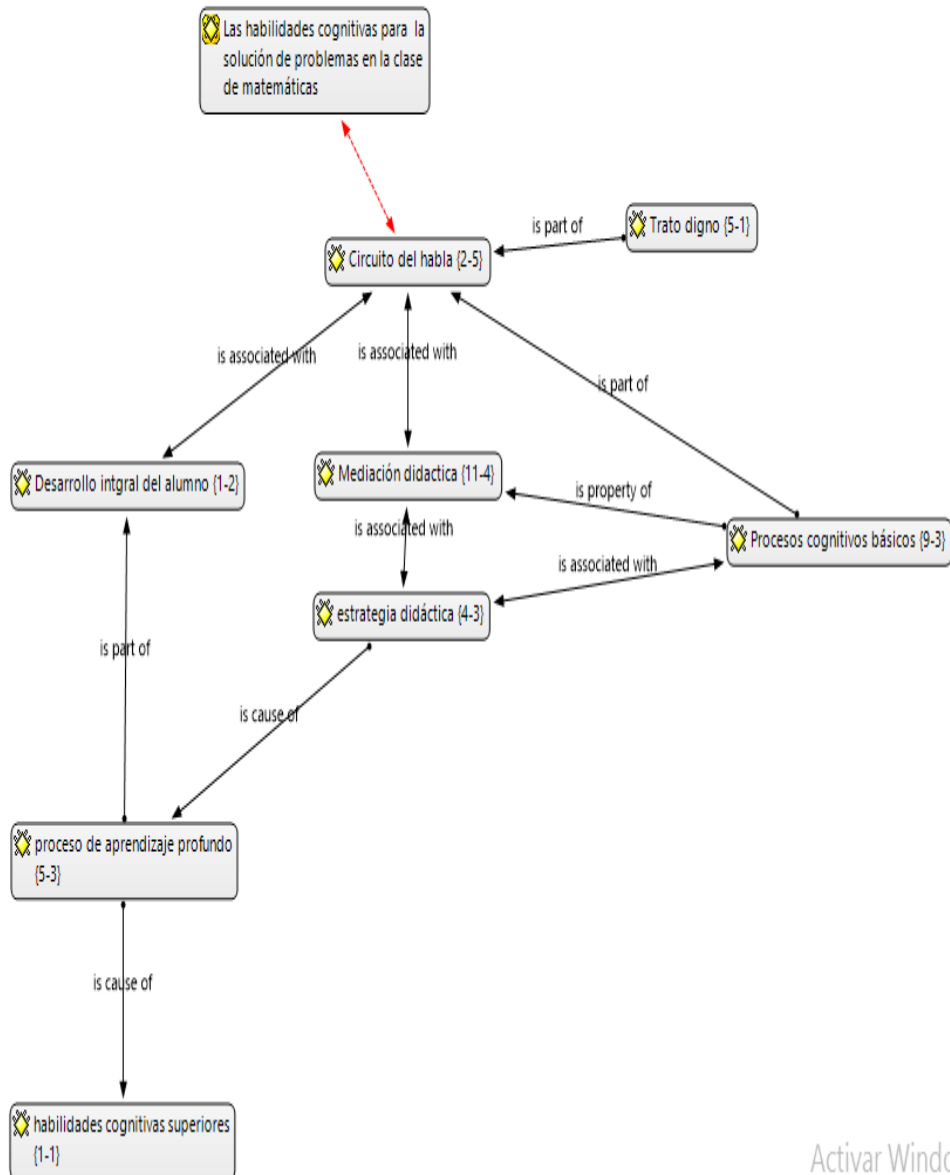 Las habilidades cognitivas para la
solución de problemas en la clase
de matemáticas
is part of
Trato digno {5-1}
Circuito del habla {2-5}
is associated with
is associated with
is part of
Desarrollo intgral del alumno {1-2}
Mediación didactica {11-4}
is property of
is associated with
Procesos cognitivos básicos {9-3}
is associated with
estrategia didáctica {4-3}
is part of
is cause of
proceso de aprendizaje profundo
{5-3}
is cause of
habilidades cognitivas superiores
{1-1}
Activar Windo